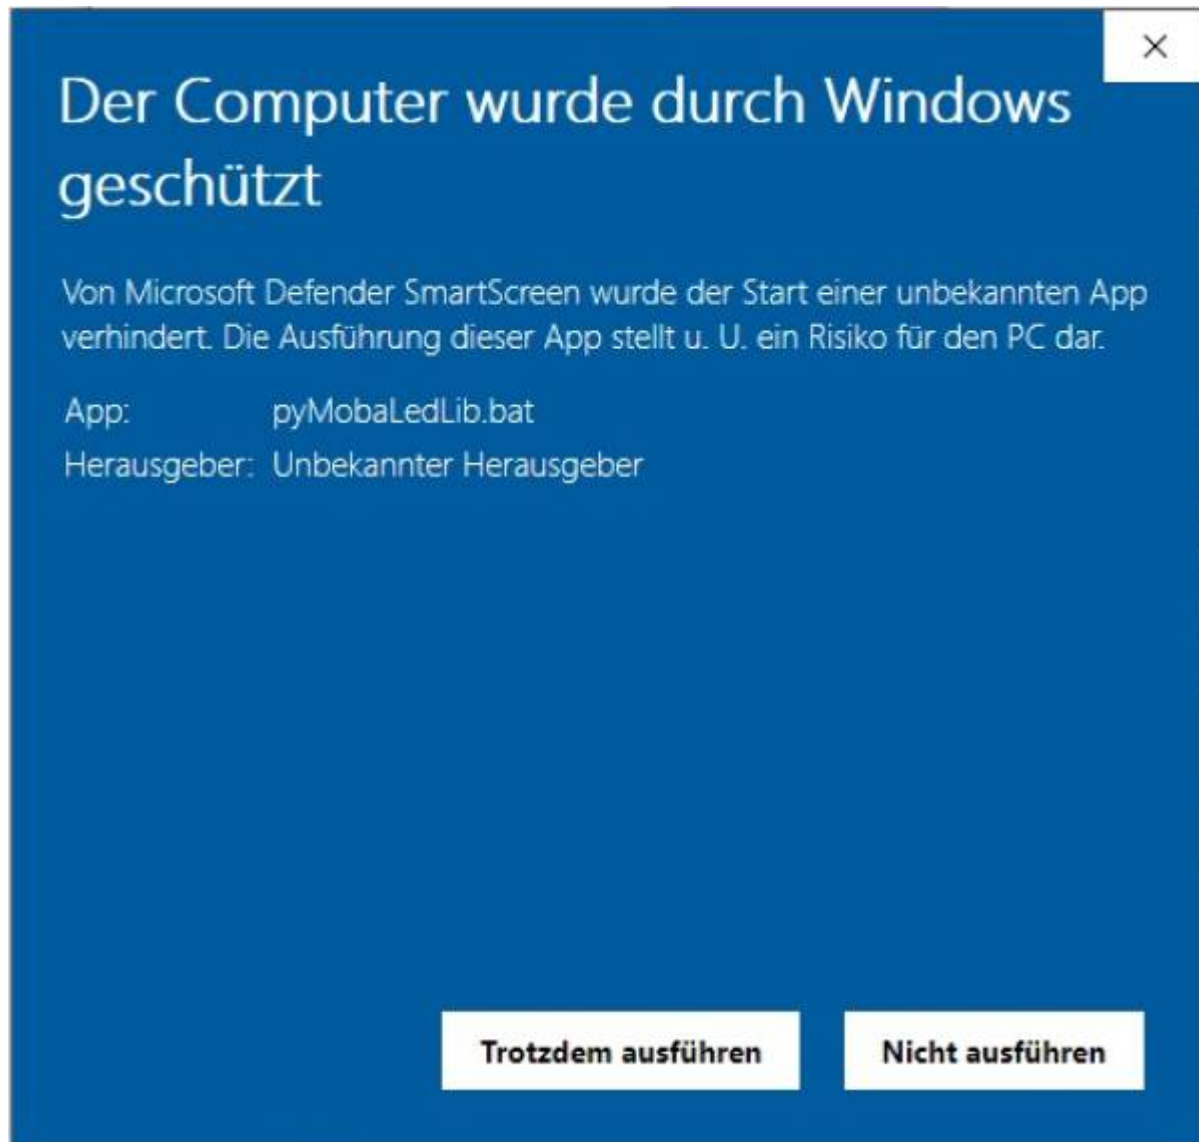 Der Computer wurde durch Windows
geschützt
Von Microsoft Defender SmartScreen wurde der Start einer unbekannten App
verhindert. Die Ausführung dieser App stellt u. U. ein Risiko für den PC dar.
App: pyMobaLedLib.bat
Herausgeber: Unbekannter Herausgeber
Trotzdem ausführen Nicht ausführen